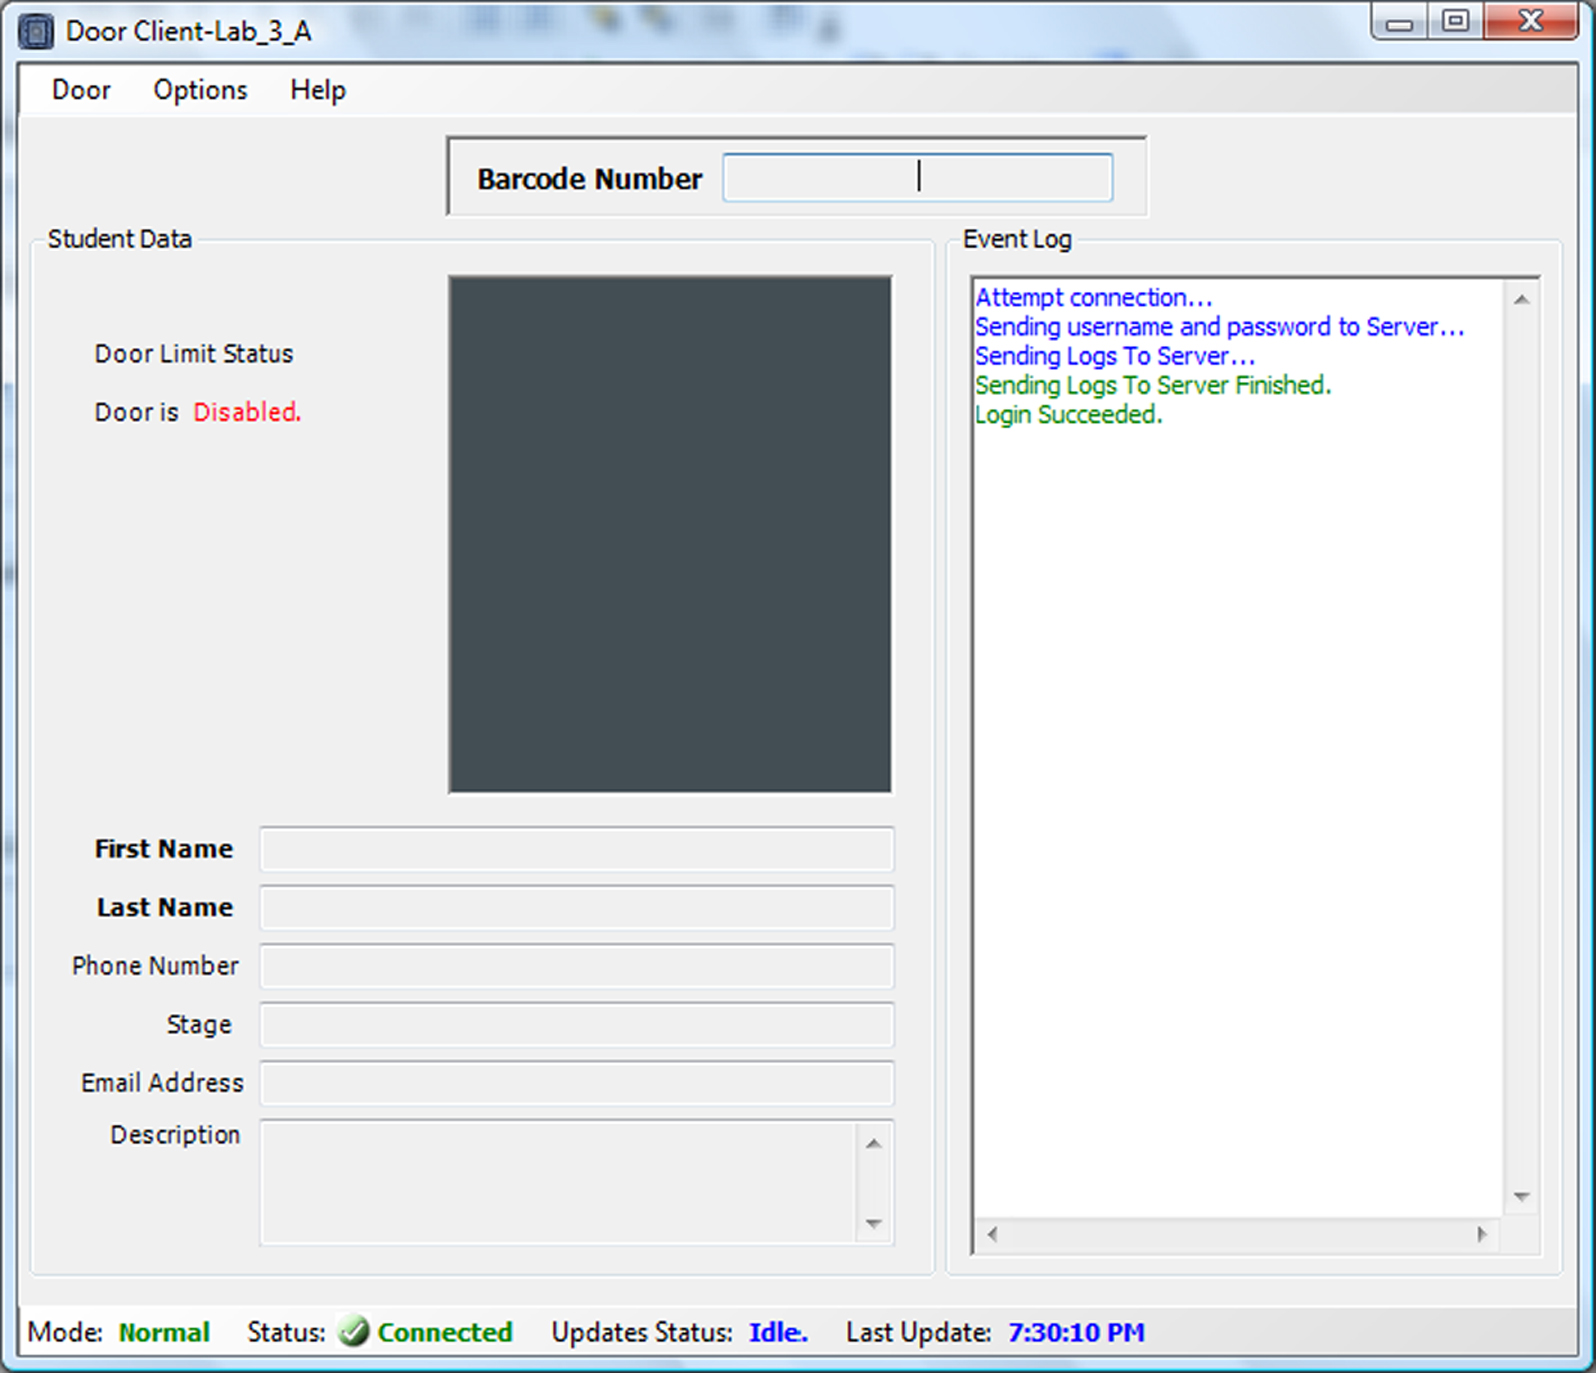 Door Client-Lab_3_A
Door Options Help
Barcode Number
Student Data
Door Limit Status
Door is Disabled.
First Name
Last Name
Phone Number
Stage
Email Address
Description
Event Log
Attempt connection...
Sending username and password to Server...
Sending Logs To Server...
Sending Logs To Server Finished.
Login Succeeded.
Mode: Normal Status: Connected Updates Status: Idle. Last Update: 7:30:10 PM